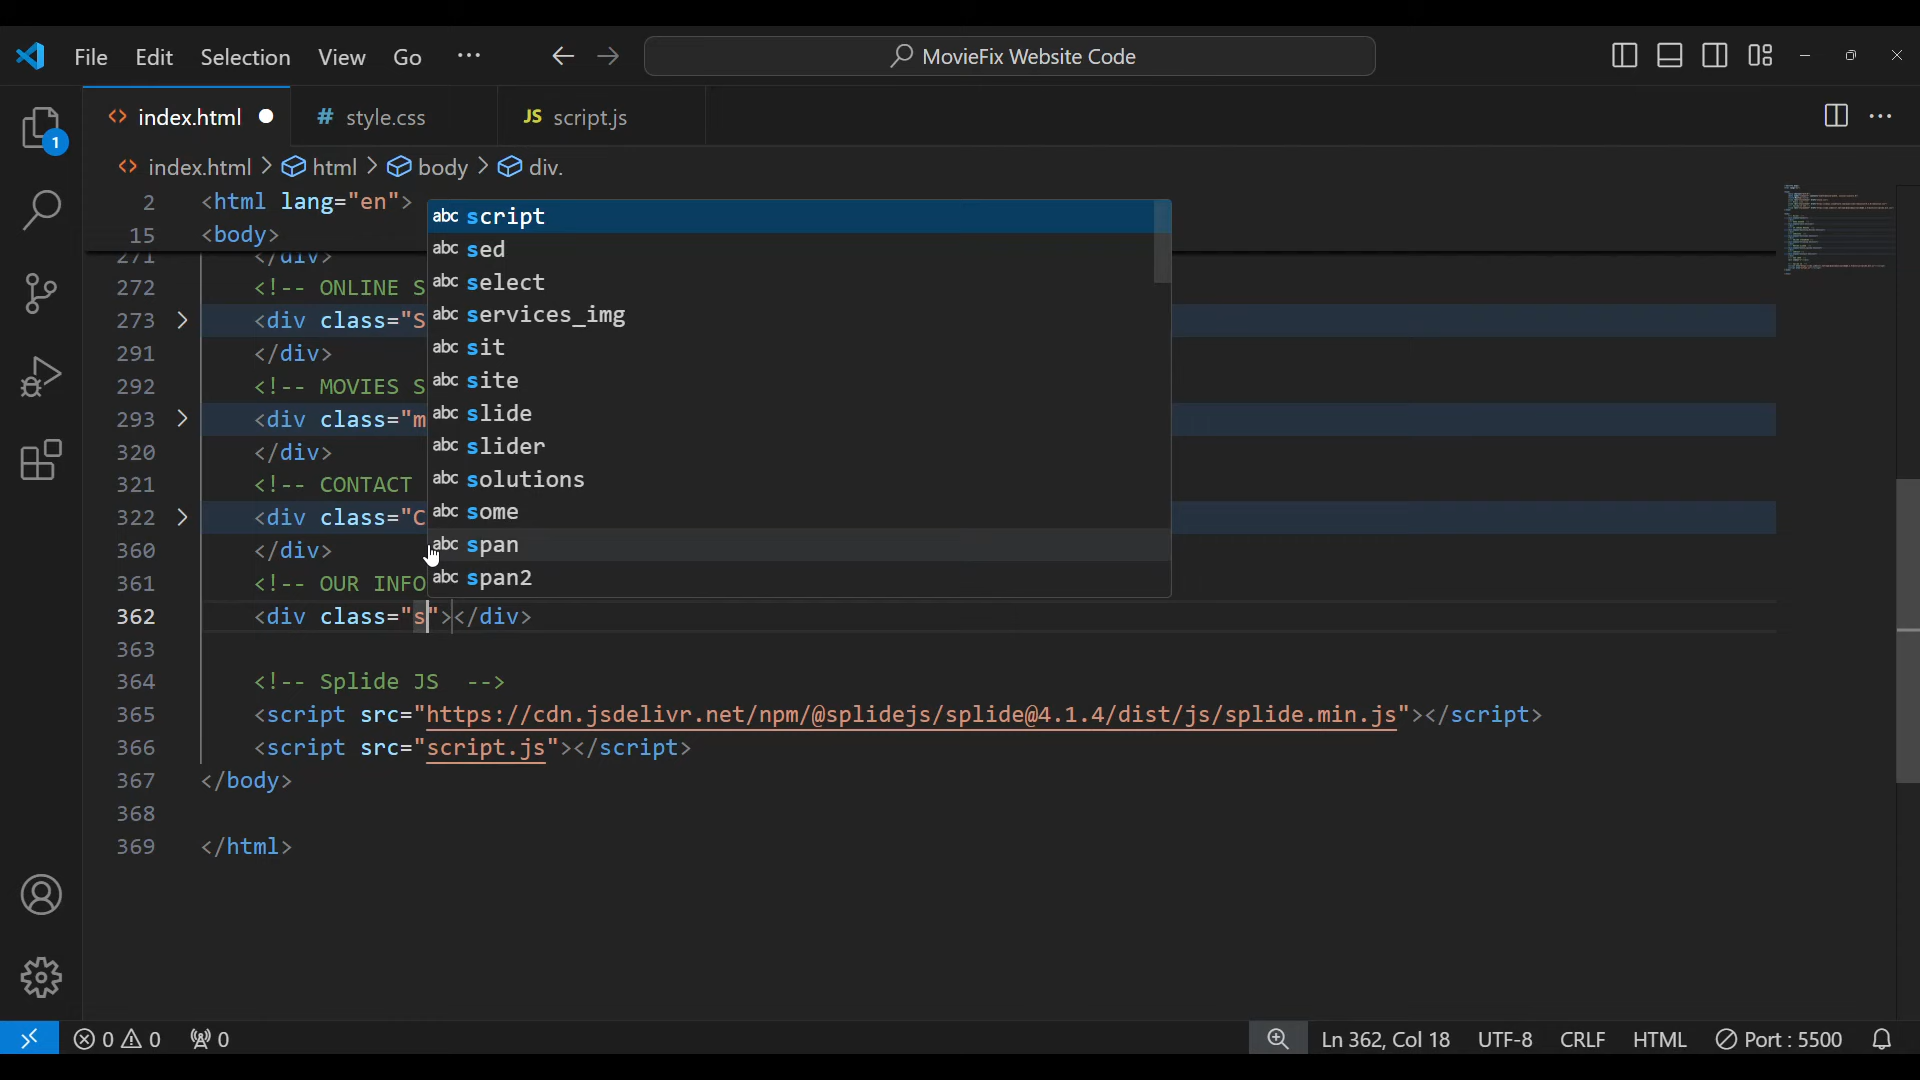 File Edit Selection View Go ··· MovieFix Website Code
1
<> index.html # style.css JS script.js
<> index.html > html > body > div.
2 <html lang="en">
15 <body>
271 </div>
272 <!-- ONLINE S
273 <div class="S
291 </div>
292 <!-- MOVIES S
293 <div class="m
320 </div>
321 <!-- CONTACT
322 <div class="C
360 </div>
361 <!-- OUR INFO
362 <div class="s"></div>
363
364 <!-- Splide JS  -->
365 <script src="https://cdn.jsdelivr.net/npm/@splidejs/splide@4.1.4/dist/js/splide.min.js"></script>
366 <script src="script.js"></script>
367 </body>
368
369 </html>
abc script
abc sed
abc select
abc services_img
abc sit
abc site
abc slide
abc slider
abc solutions
abc some
abc span
abc span2
0 0 0 Ln 362, Col 18 UTF-8 CRLF HTML Port : 5500